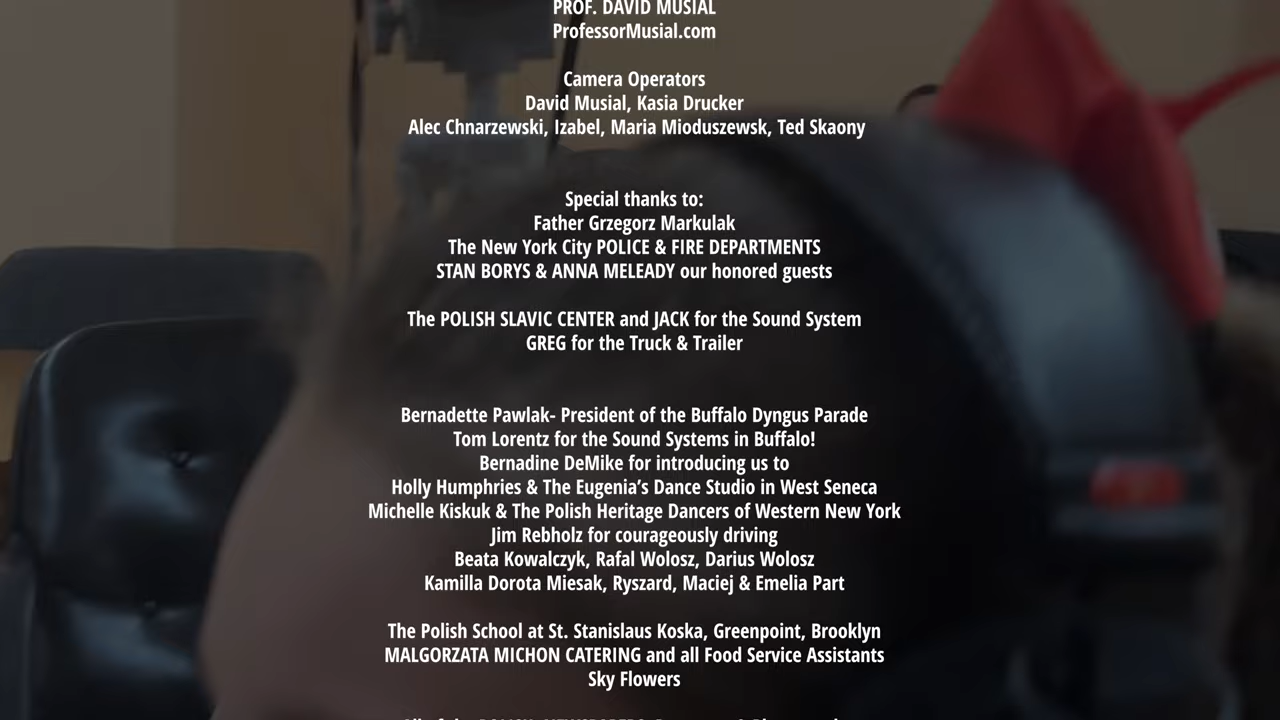 PROF. DAVID MUSIAL
ProfessorMusial.com
Camera Operators
David Musial, Kasia Drucker
Alec Chnarzewski, Izabel, Maria Mioduszewsk, Ted Skaony
Special thanks to:
Father Grzegorz Markulak
The New York City POLICE & FIRE DEPARTMENTS
STAN BORYS & ANNA MELEADY our honored guests
The POLISH SLAVIC CENTER and JACK for the Sound System
GREG for the Truck & Trailer
Bernadette Pawlak- President of the Buffalo Dyngus Parade
Tom Lorentz for the Sound Systems in Buffalo!
Bernadine DeMike for introducing us to
Holly Humphries & The Eugenia’s Dance Studio in West Seneca
Michelle Kiskuk & The Polish Heritage Dancers of Western New York
Jim Rebholz for courageously driving
Beata Kowalczyk, Rafal Wolosz, Darius Wolosz
Kamilla Dorota Miesak, Ryszard, Maciej & Emelia Part
The Polish School at St. Stanislaus Koska, Greenpoint, Brooklyn
MALGORZATA MICHON CATERING and all Food Service Assistants
Sky Flowers